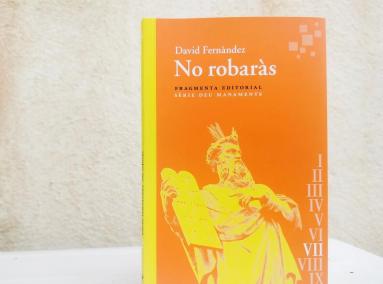 David Fernàndez
No robaràs
FRAGMENTA EDITORIAL
SÈRIE DEU MANAMENTS
I
II
III
IV
V
VI
VII
VIII
IX